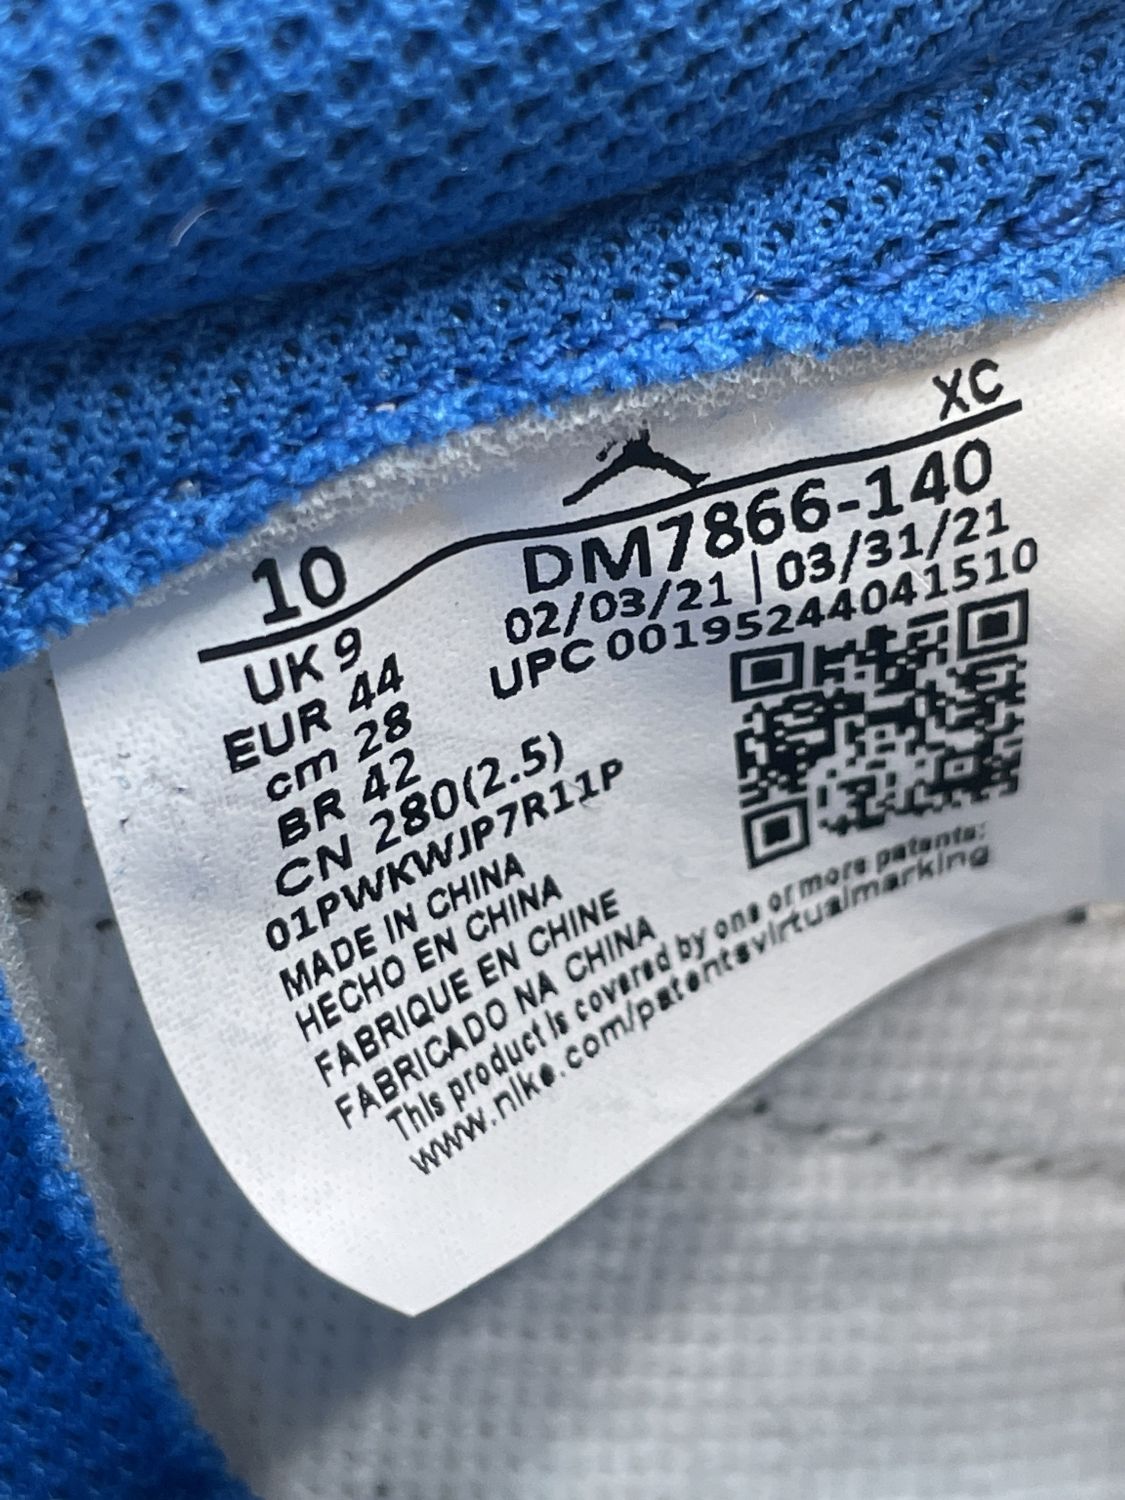 XC
10
DM7866-140
02/03/21 | 03/31/21
UPC 00195244041510
UK 9
EUR 44
cm 28
BR 42
CN 280(2.5)
01PWKWJP7R11P
MADE IN CHINA
HECHO EN CHINA
FABRIQUE EN CHINE
FABRICADO NA CHINA
This product is covered by one or more patents:
www.nike.com/patentsvirtualmarking